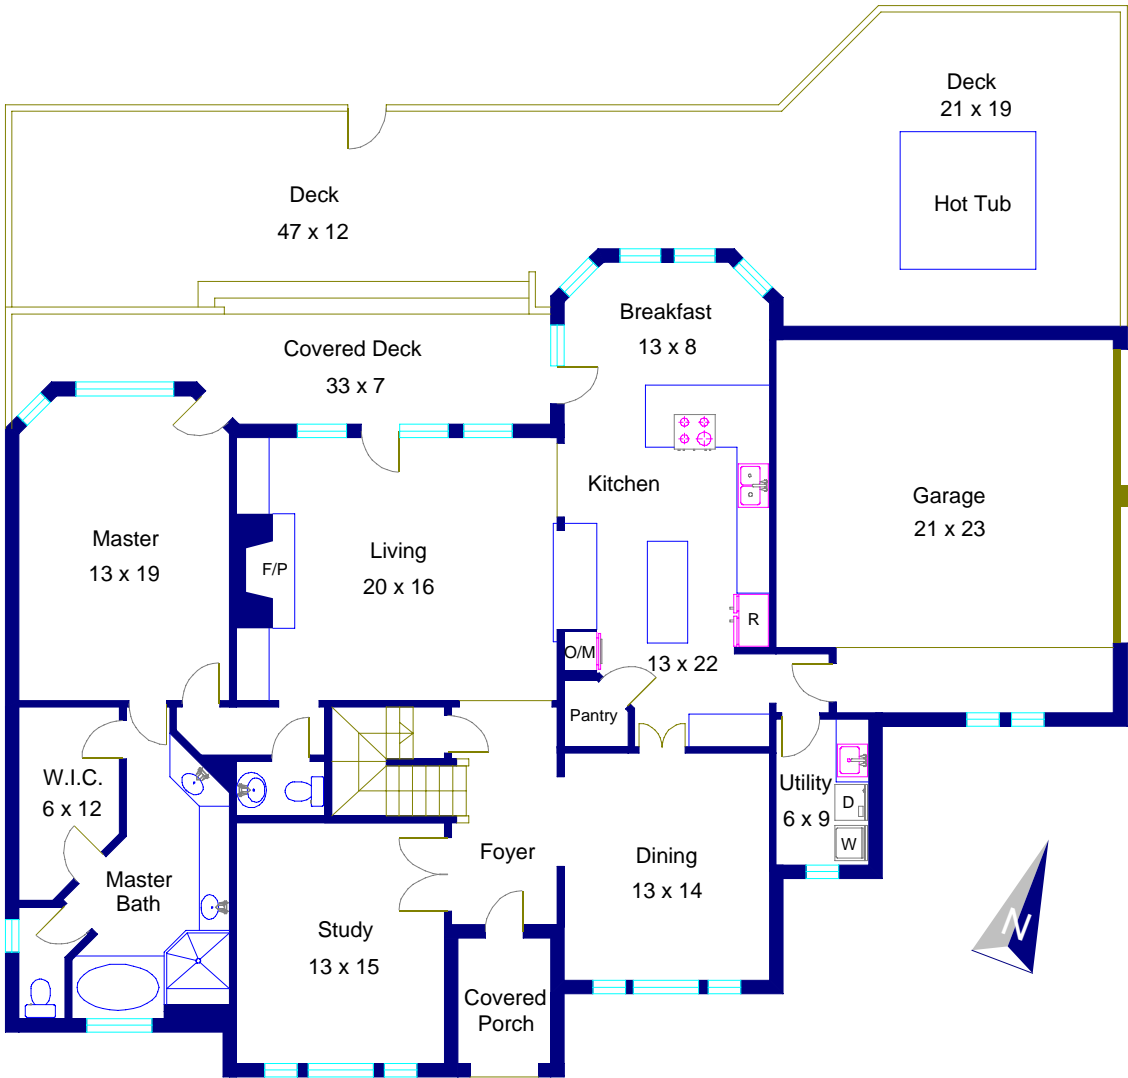 Deck
21 x 19
Hot Tub
Deck
47 x 12
Breakfast
13 x 8
Covered Deck
33 x 7
Kitchen
Garage
21 x 23
Master
13 x 19
Living
20 x 16
F/P
R
O/M
13 x 22
Pantry
W.I.C.
6 x 12
Utility
6 x 9
D
W
Foyer
Dining
13 x 14
Master
Bath
Study
13 x 15
Covered
Porch
N